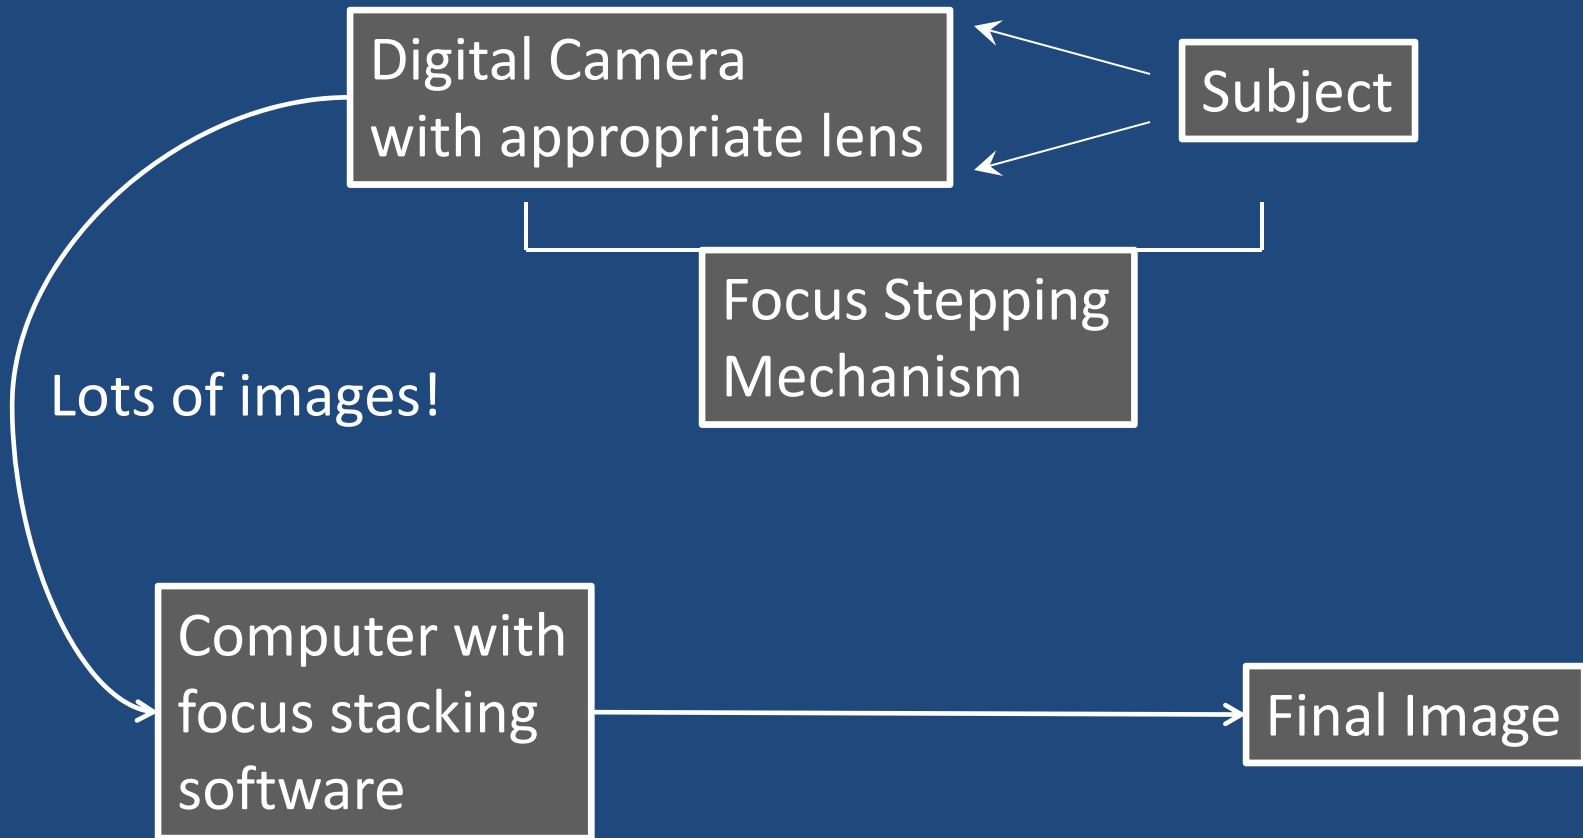 Digital Camera
with appropriate lens
Subject
Focus Stepping
Mechanism
Lots of images!
Computer with
focus stacking
software
Final Image